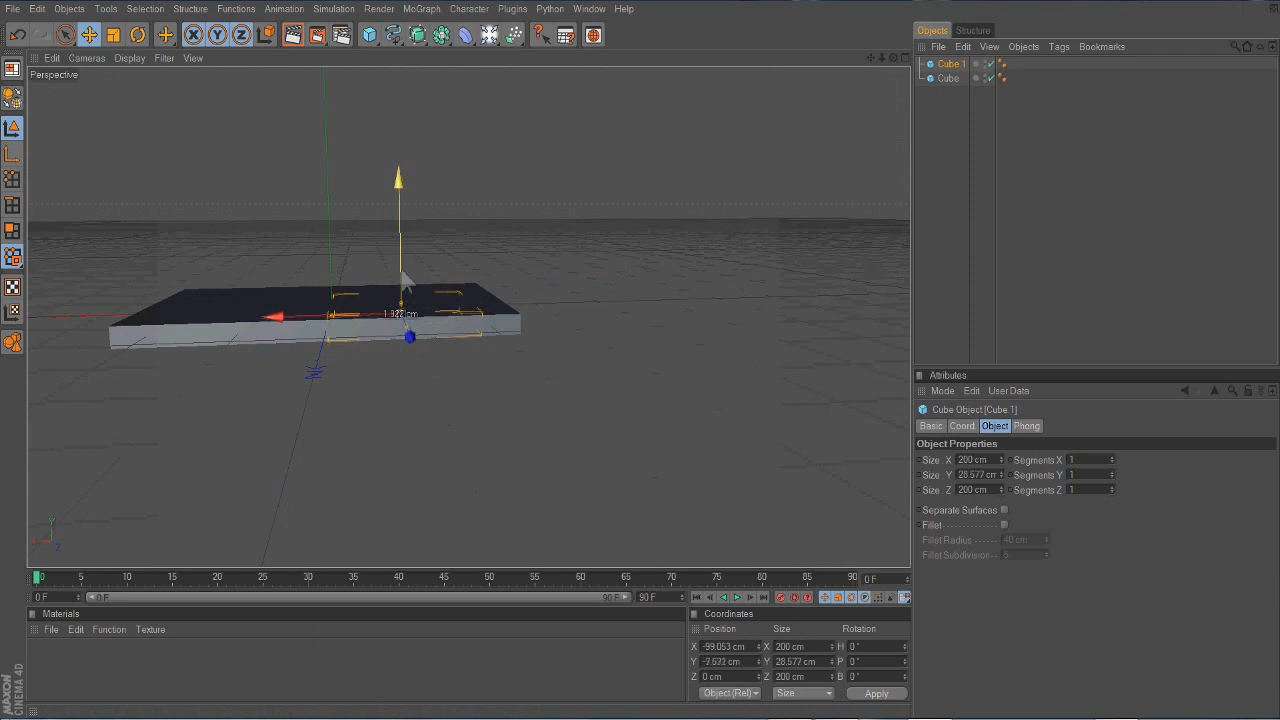 File Edit Objects Tools Selection Structure Functions Animation Simulation Render MoGraph Character Plugins Python Window Help
Edit Cameras Display Filter View
Perspective
Objects Structure
File Edit View Objects Tags Bookmarks
Cube.1
Cube
Attributes
Mode Edit User Data
Cube Object [Cube.1]
Basic Coord. Object Phong
Object Properties
Size . X 200 cm Segments X 1
Size . Y 28.577 cm Segments Y 1
Size . Z 200 cm Segments Z 1
Separate Surfaces
Fillet
Fillet Radius 40 cm
Fillet Subdivision 5
Y
Z
0 5 10 15 20 25 30 35 40 45 50 55 60 65 70 75 80 85 90 0 F
0 F 0 F 90 F 90 F
Materials
File Edit Function Texture
Coordinates
Position Size Rotation
X -99.053 cm X 200 cm H 0 °
Y Y 28.577 cm P 0 °
Z 0 cm Z 200 cm B 0 °
Object (Rel) Size Apply
MAXON
CINEMA 4D